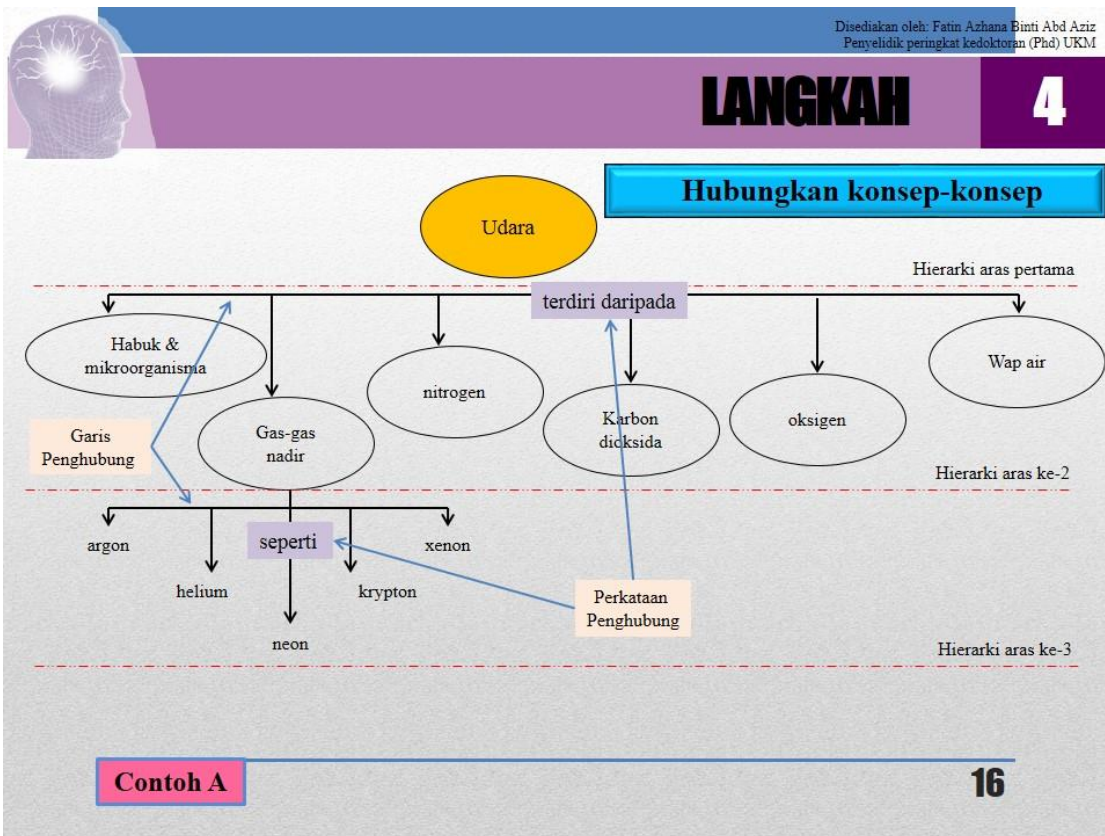 Disediakan oleh: Fatin Azhana Binti Abd Aziz
Penyelidik peringkat kedoktoran (Phd) UKM
LANGKAH
4
Hubungkan konsep-konsep
Udara
Hierarki aras pertama
terdiri daripada
Habuk &
mikroorganisma
Gas-gas
nadir
nitrogen
Karbon
dioksida
oksigen
Wap air
Garis
Penghubung
Hierarki aras ke-2
argon
helium
seperti
neon
krypton
xenon
Perkataan
Penghubung
Hierarki aras ke-3
Contoh A
16